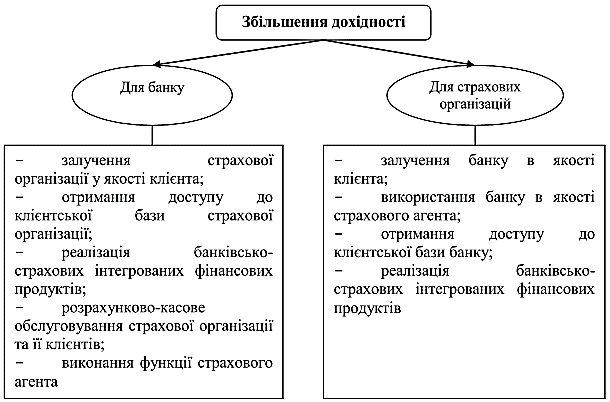 Збільшення дохідності
Для банку
Для страхових
організацій
− залучення страхової
організації у якості клієнта;
− отримання доступу до
клієнтської бази страхової
організації;
− реалізація банківсько-
страхових інтегрованих фінансових
продуктів;
− розрахунково-касове
обслуговування страхової організації
та її клієнтів;
− виконання функції страхового
агента
− залучення банку в якості
клієнта;
− використання банку в якості
страхового агента;
− отримання доступу до
клієнтської бази банку;
− реалізація банківсько-
страхових інтегрованих фінансових
продуктів